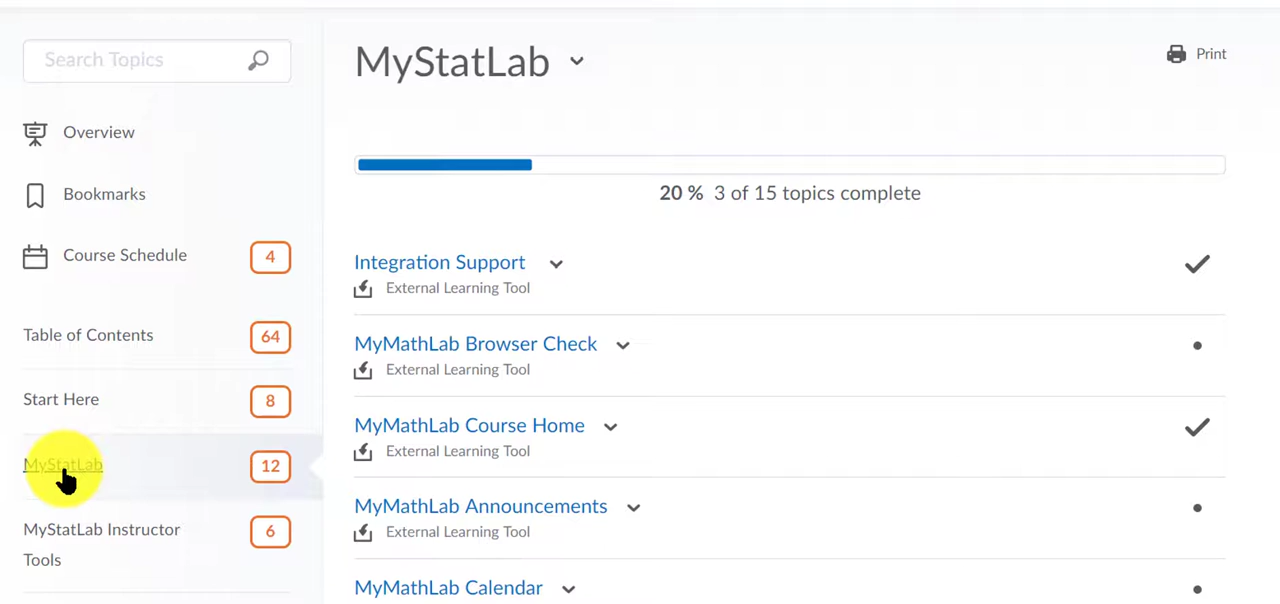 Search Topics
Overview
Bookmarks
Course Schedule 4
Table of Contents 64
Start Here 8
MyStatLab 12
MyStatLab Instructor 6
Tools
MyStatLab
Print
20 % 3 of 15 topics complete
Integration Support
External Learning Tool
MyMathLab Browser Check
External Learning Tool
MyMathLab Course Home
External Learning Tool
MyMathLab Announcements
External Learning Tool
MyMathLab Calendar